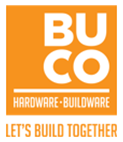 BU
CO
HARDWARE·BUILDWARE
LET'S BUILD TOGETHER